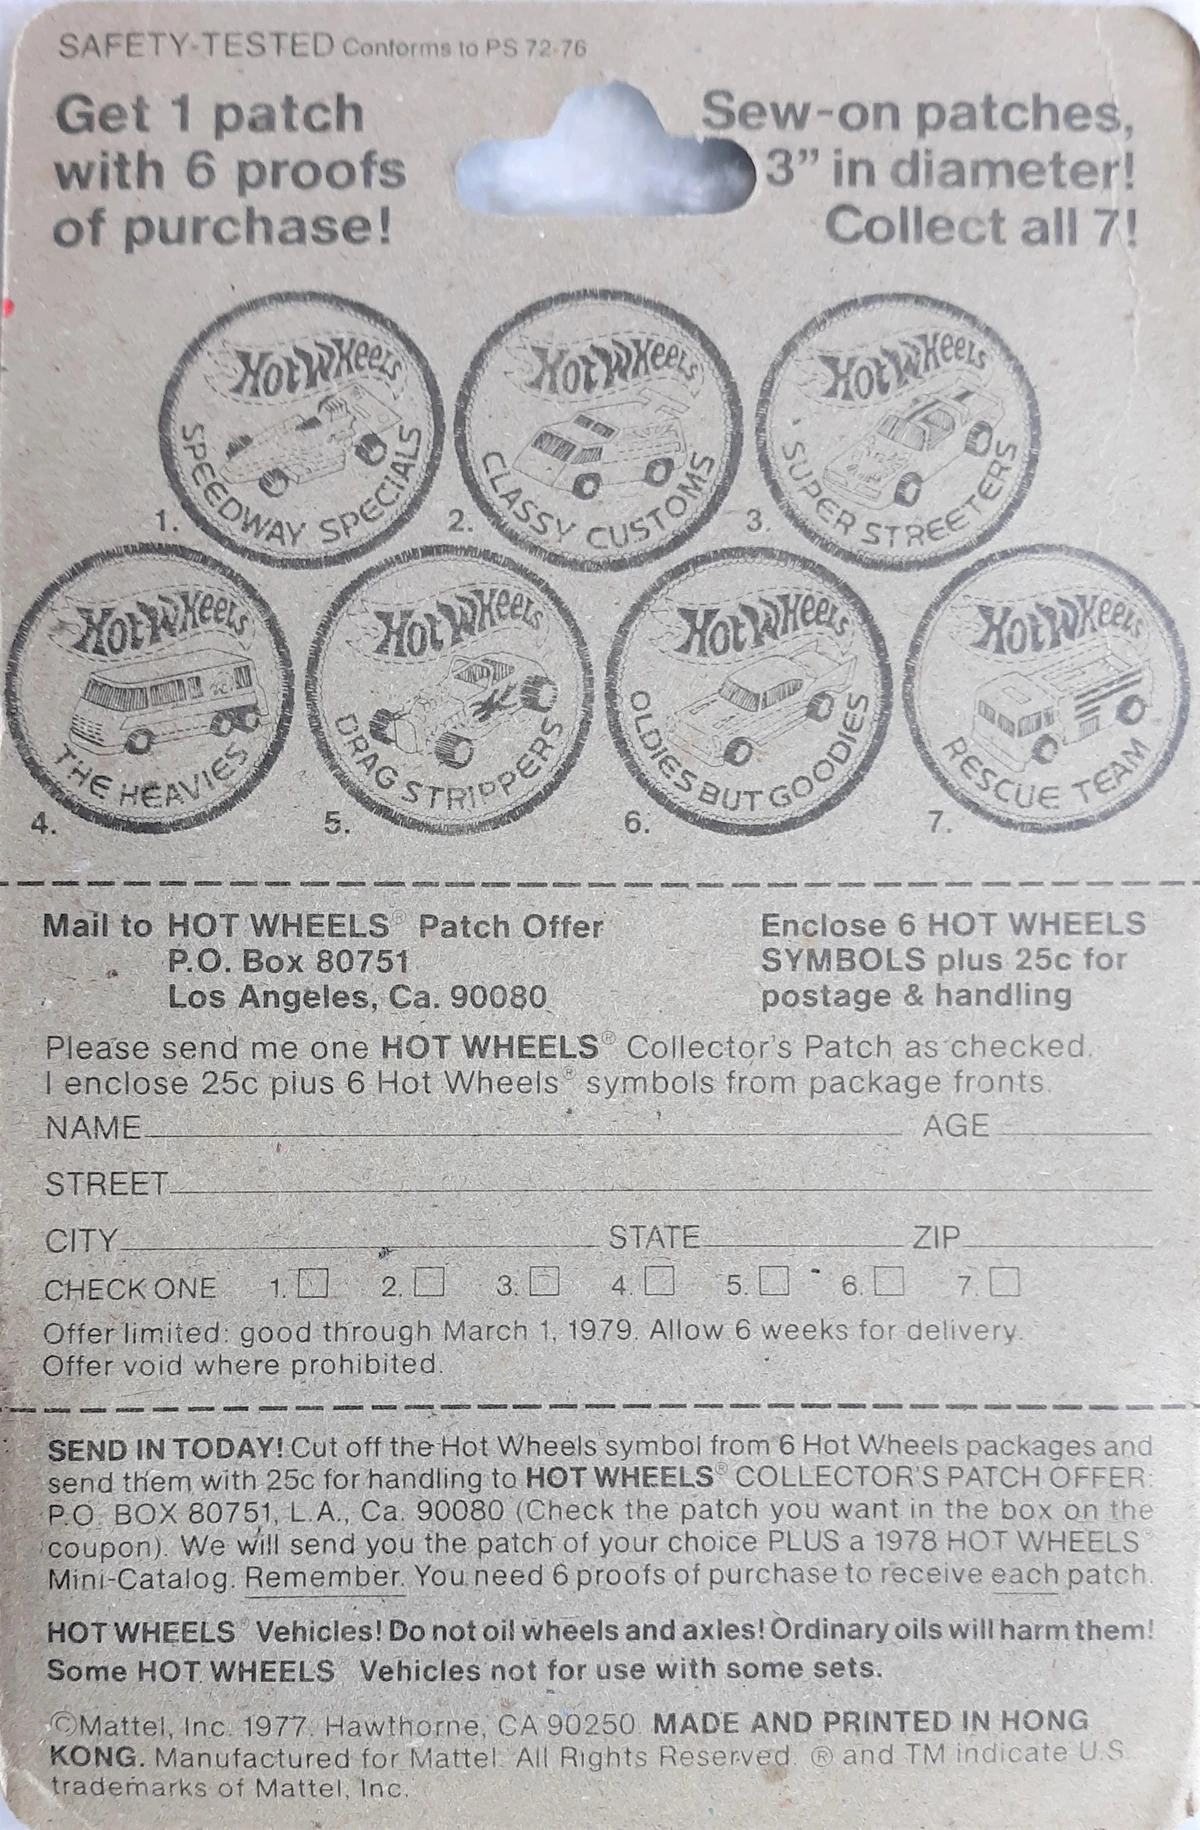 SAFETY-TESTED Conforms to PS 72-76
Get 1 patch
with 6 proofs
of purchase!
Sew-on patches,
3” in diameter!
Collect all 7!
HOT WHEELS
SPEEDWAY SPECIALS
1.
HOT WHEELS
CLASSY CUSTOMS
2.
HOT WHEELS
SUPER STREETERS
3.
HOT WHEELS
THE HEAVIES
4.
HOT WHEELS
DRAG STRIPPERS
5.
HOT WHEELS
OLDIES BUT GOODIES
6.
HOT WHEELS
RESCUE TEAM
7.
Mail to HOT WHEELS® Patch Offer
P.O. Box 80751
Los Angeles, Ca. 90080
Enclose 6 HOT WHEELS
SYMBOLS plus 25c for
postage & handling
Please send me one HOT WHEELS® Collector's Patch as checked.
I enclose 25c plus 6 Hot Wheels® symbols from package fronts.
NAME AGE
STREET
CITY STATE ZIP
CHECK ONE 1. 2. 3. 4. 5. 6. 7.
Offer limited: good through March 1, 1979. Allow 6 weeks for delivery.
Offer void where prohibited.
SEND IN TODAY! Cut off the Hot Wheels symbol from 6 Hot Wheels packages and
send them with 25c for handling to HOT WHEELS® COLLECTOR'S PATCH OFFER:
P.O. BOX 80751, L.A., Ca. 90080 (Check the patch you want in the box on the
coupon). We will send you the patch of your choice PLUS a 1978 HOT WHEELS®
Mini-Catalog. Remember. You need 6 proofs of purchase to receive each patch.
HOT WHEELS® Vehicles! Do not oil wheels and axles! Ordinary oils will harm them!
Some HOT WHEELS Vehicles not for use with some sets.
©Mattel, Inc. 1977. Hawthorne, CA 90250. MADE AND PRINTED IN HONG
KONG. Manufactured for Mattel. All Rights Reserved. ® and TM indicate U.S.
trademarks of Mattel, Inc.